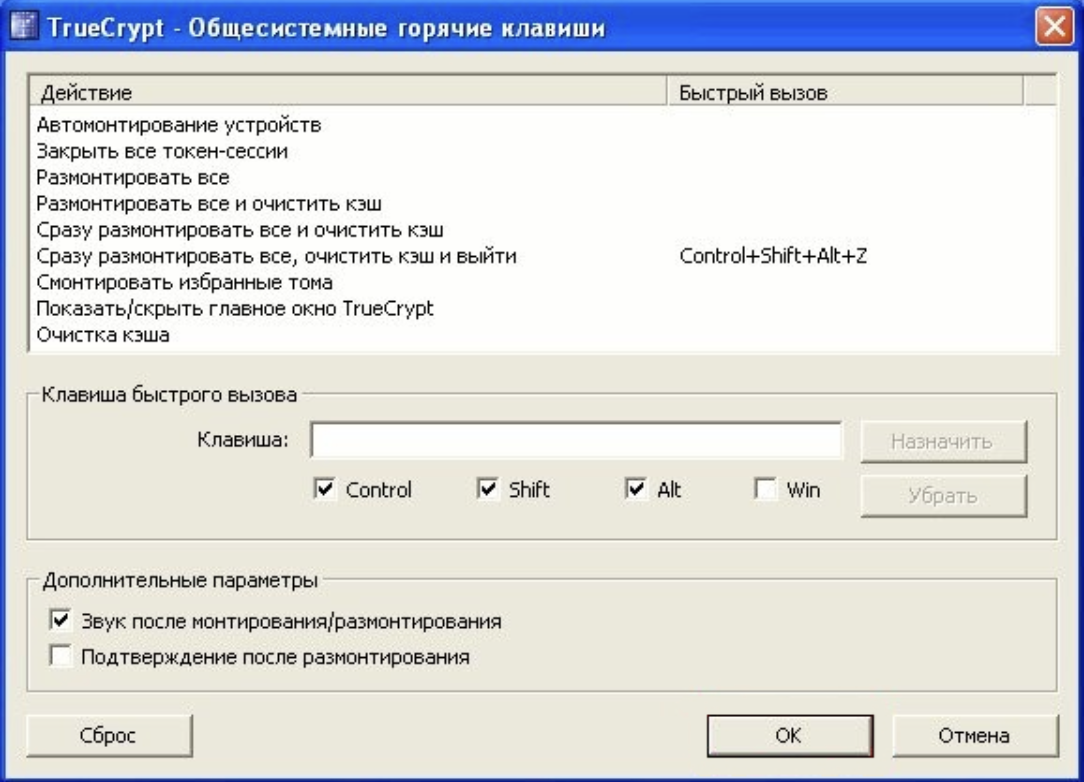 TrueCrypt - Общесистемные горячие клавиши
Действие Быстрый вызов
Автомонтирование устройств
Закрыть все токен-сессии
Размонтировать все
Размонтировать все и очистить кэш
Сразу размонтировать все и очистить кэш
Сразу размонтировать все, очистить кэш и выйти Control+Shift+Alt+Z
Смонтировать избранные тома
Показать/скрыть главное окно TrueCrypt
Очистка кэша
Клавиша быстрого вызова
Клавиша: Назначить
Control Shift Alt Win Убрать
Дополнительные параметры
Звук после монтирования/размонтирования
Подтверждение после размонтирования
Сброс OK Отмена